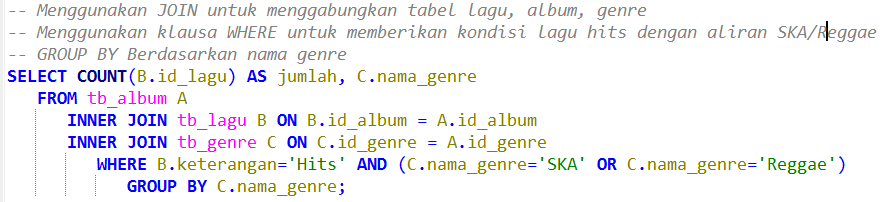 -- Menggunakan JOIN untuk menggabungkan tabel lagu, album, genre
-- Menggunakan klausa WHERE untuk memberikan kondisi lagu hits dengan aliran SKA/Reggae
-- GROUP BY Berdasarkan nama genre
SELECT COUNT(B.id_lagu) AS jumlah, C.nama_genre
FROM tb_album A
INNER JOIN tb_lagu B ON B.id_album = A.id_album
INNER JOIN tb_genre C ON C.id_genre = A.id_genre
WHERE B.keterangan='Hits' AND (C.nama_genre='SKA' OR C.nama_genre='Reggae')
GROUP BY C.nama_genre;